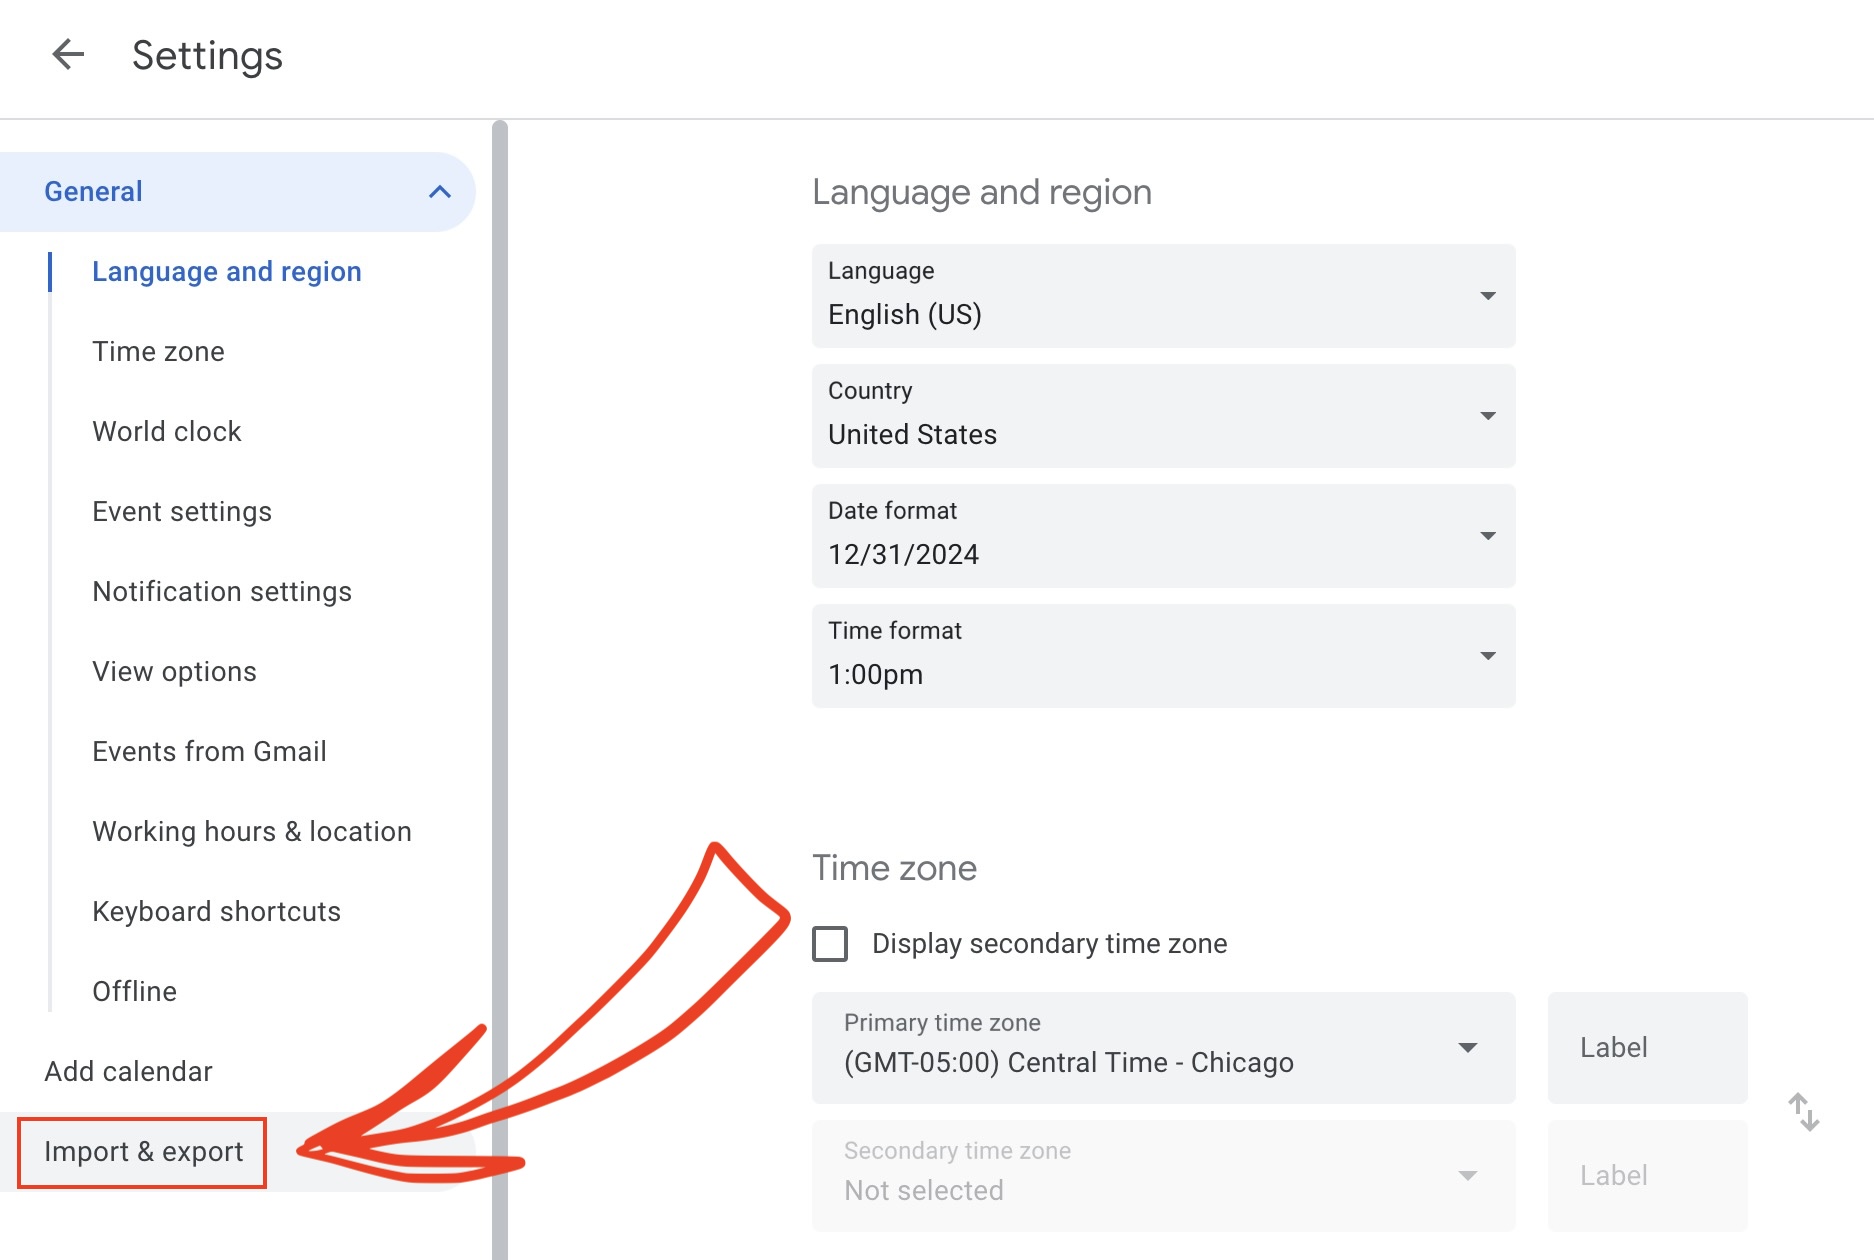 Settings
General
Language and region
Time zone
World clock
Event settings
Notification settings
View options
Events from Gmail
Working hours & location
Keyboard shortcuts
Offline
Add calendar
Import & export
Language and region
Language
English (US)
Country
United States
Date format
12/31/2024
Time format
1:00pm
Time zone
Display secondary time zone
Primary time zone
(GMT-05:00) Central Time - Chicago
Label
Secondary time zone
Not selected
Label